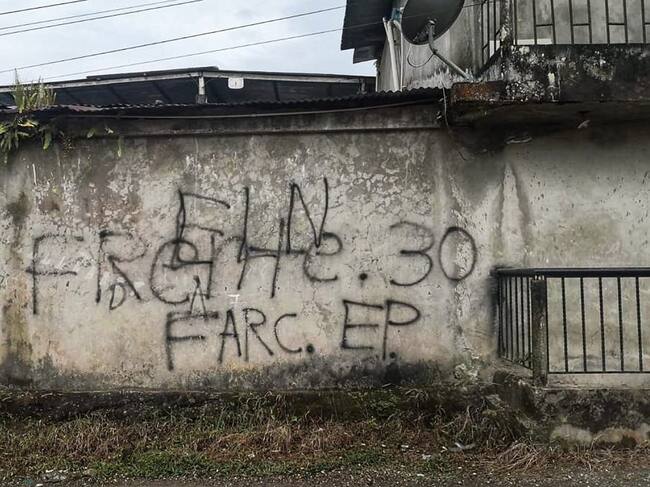 ELN
FRente. 30
FARC. EP.